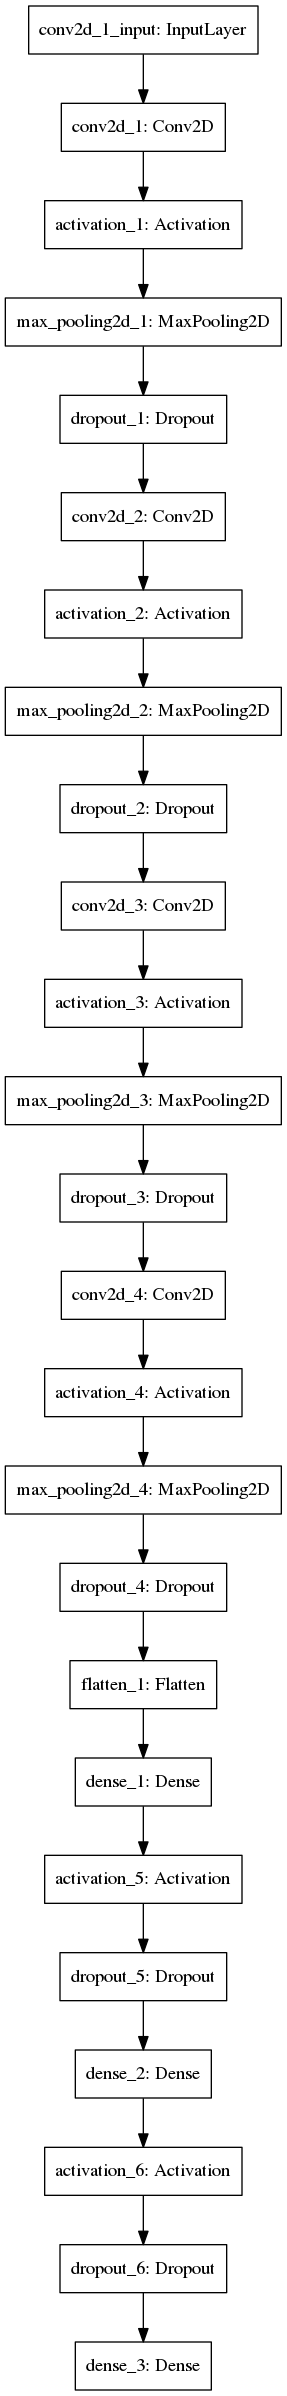 conv2d_1_input: InputLayer
conv2d_1: Conv2D
activation_1: Activation
max_pooling2d_1: MaxPooling2D
dropout_1: Dropout
conv2d_2: Conv2D
activation_2: Activation
max_pooling2d_2: MaxPooling2D
dropout_2: Dropout
conv2d_3: Conv2D
activation_3: Activation
max_pooling2d_3: MaxPooling2D
dropout_3: Dropout
conv2d_4: Conv2D
activation_4: Activation
max_pooling2d_4: MaxPooling2D
dropout_4: Dropout
flatten_1: Flatten
dense_1: Dense
activation_5: Activation
dropout_5: Dropout
dense_2: Dense
activation_6: Activation
dropout_6: Dropout
dense_3: Dense